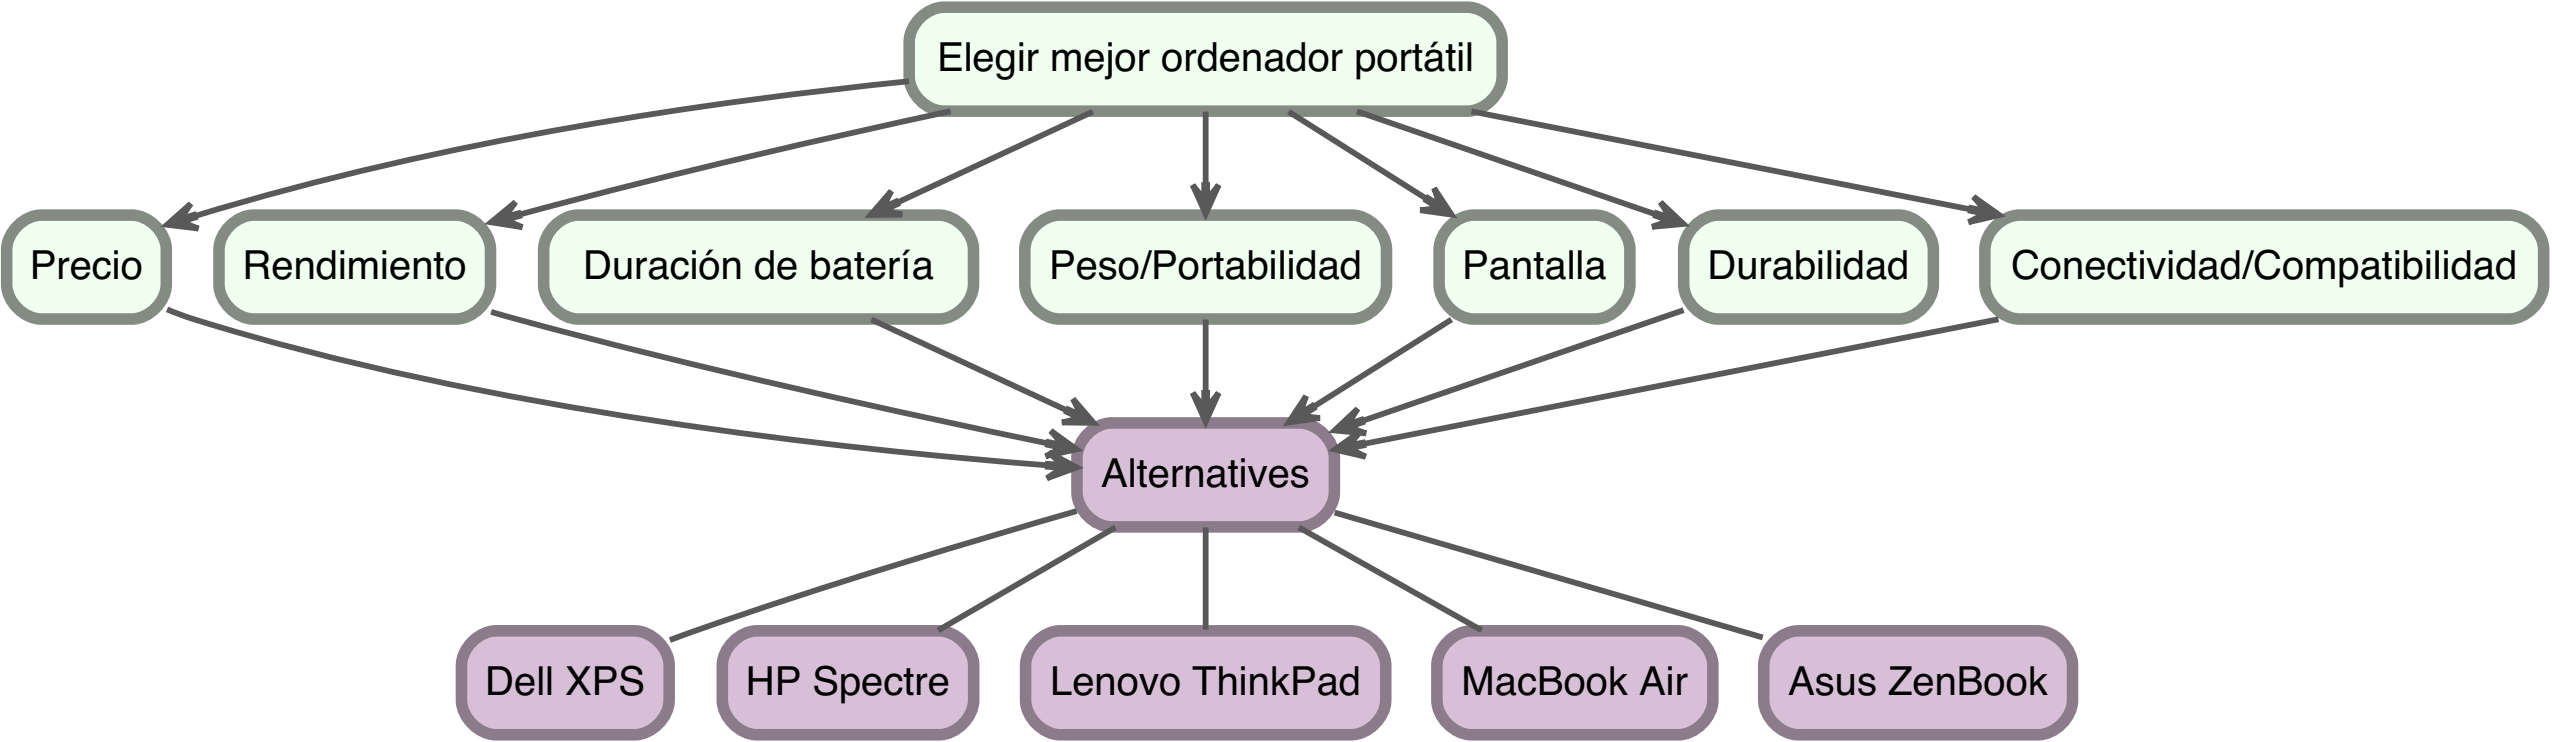 Elegir mejor ordenador portátil
Precio
Rendimiento
Duración de batería
Peso/Portabilidad
Pantalla
Durabilidad
Conectividad/Compatibilidad
Alternatives
Dell XPS
HP Spectre
Lenovo ThinkPad
MacBook Air
Asus ZenBook